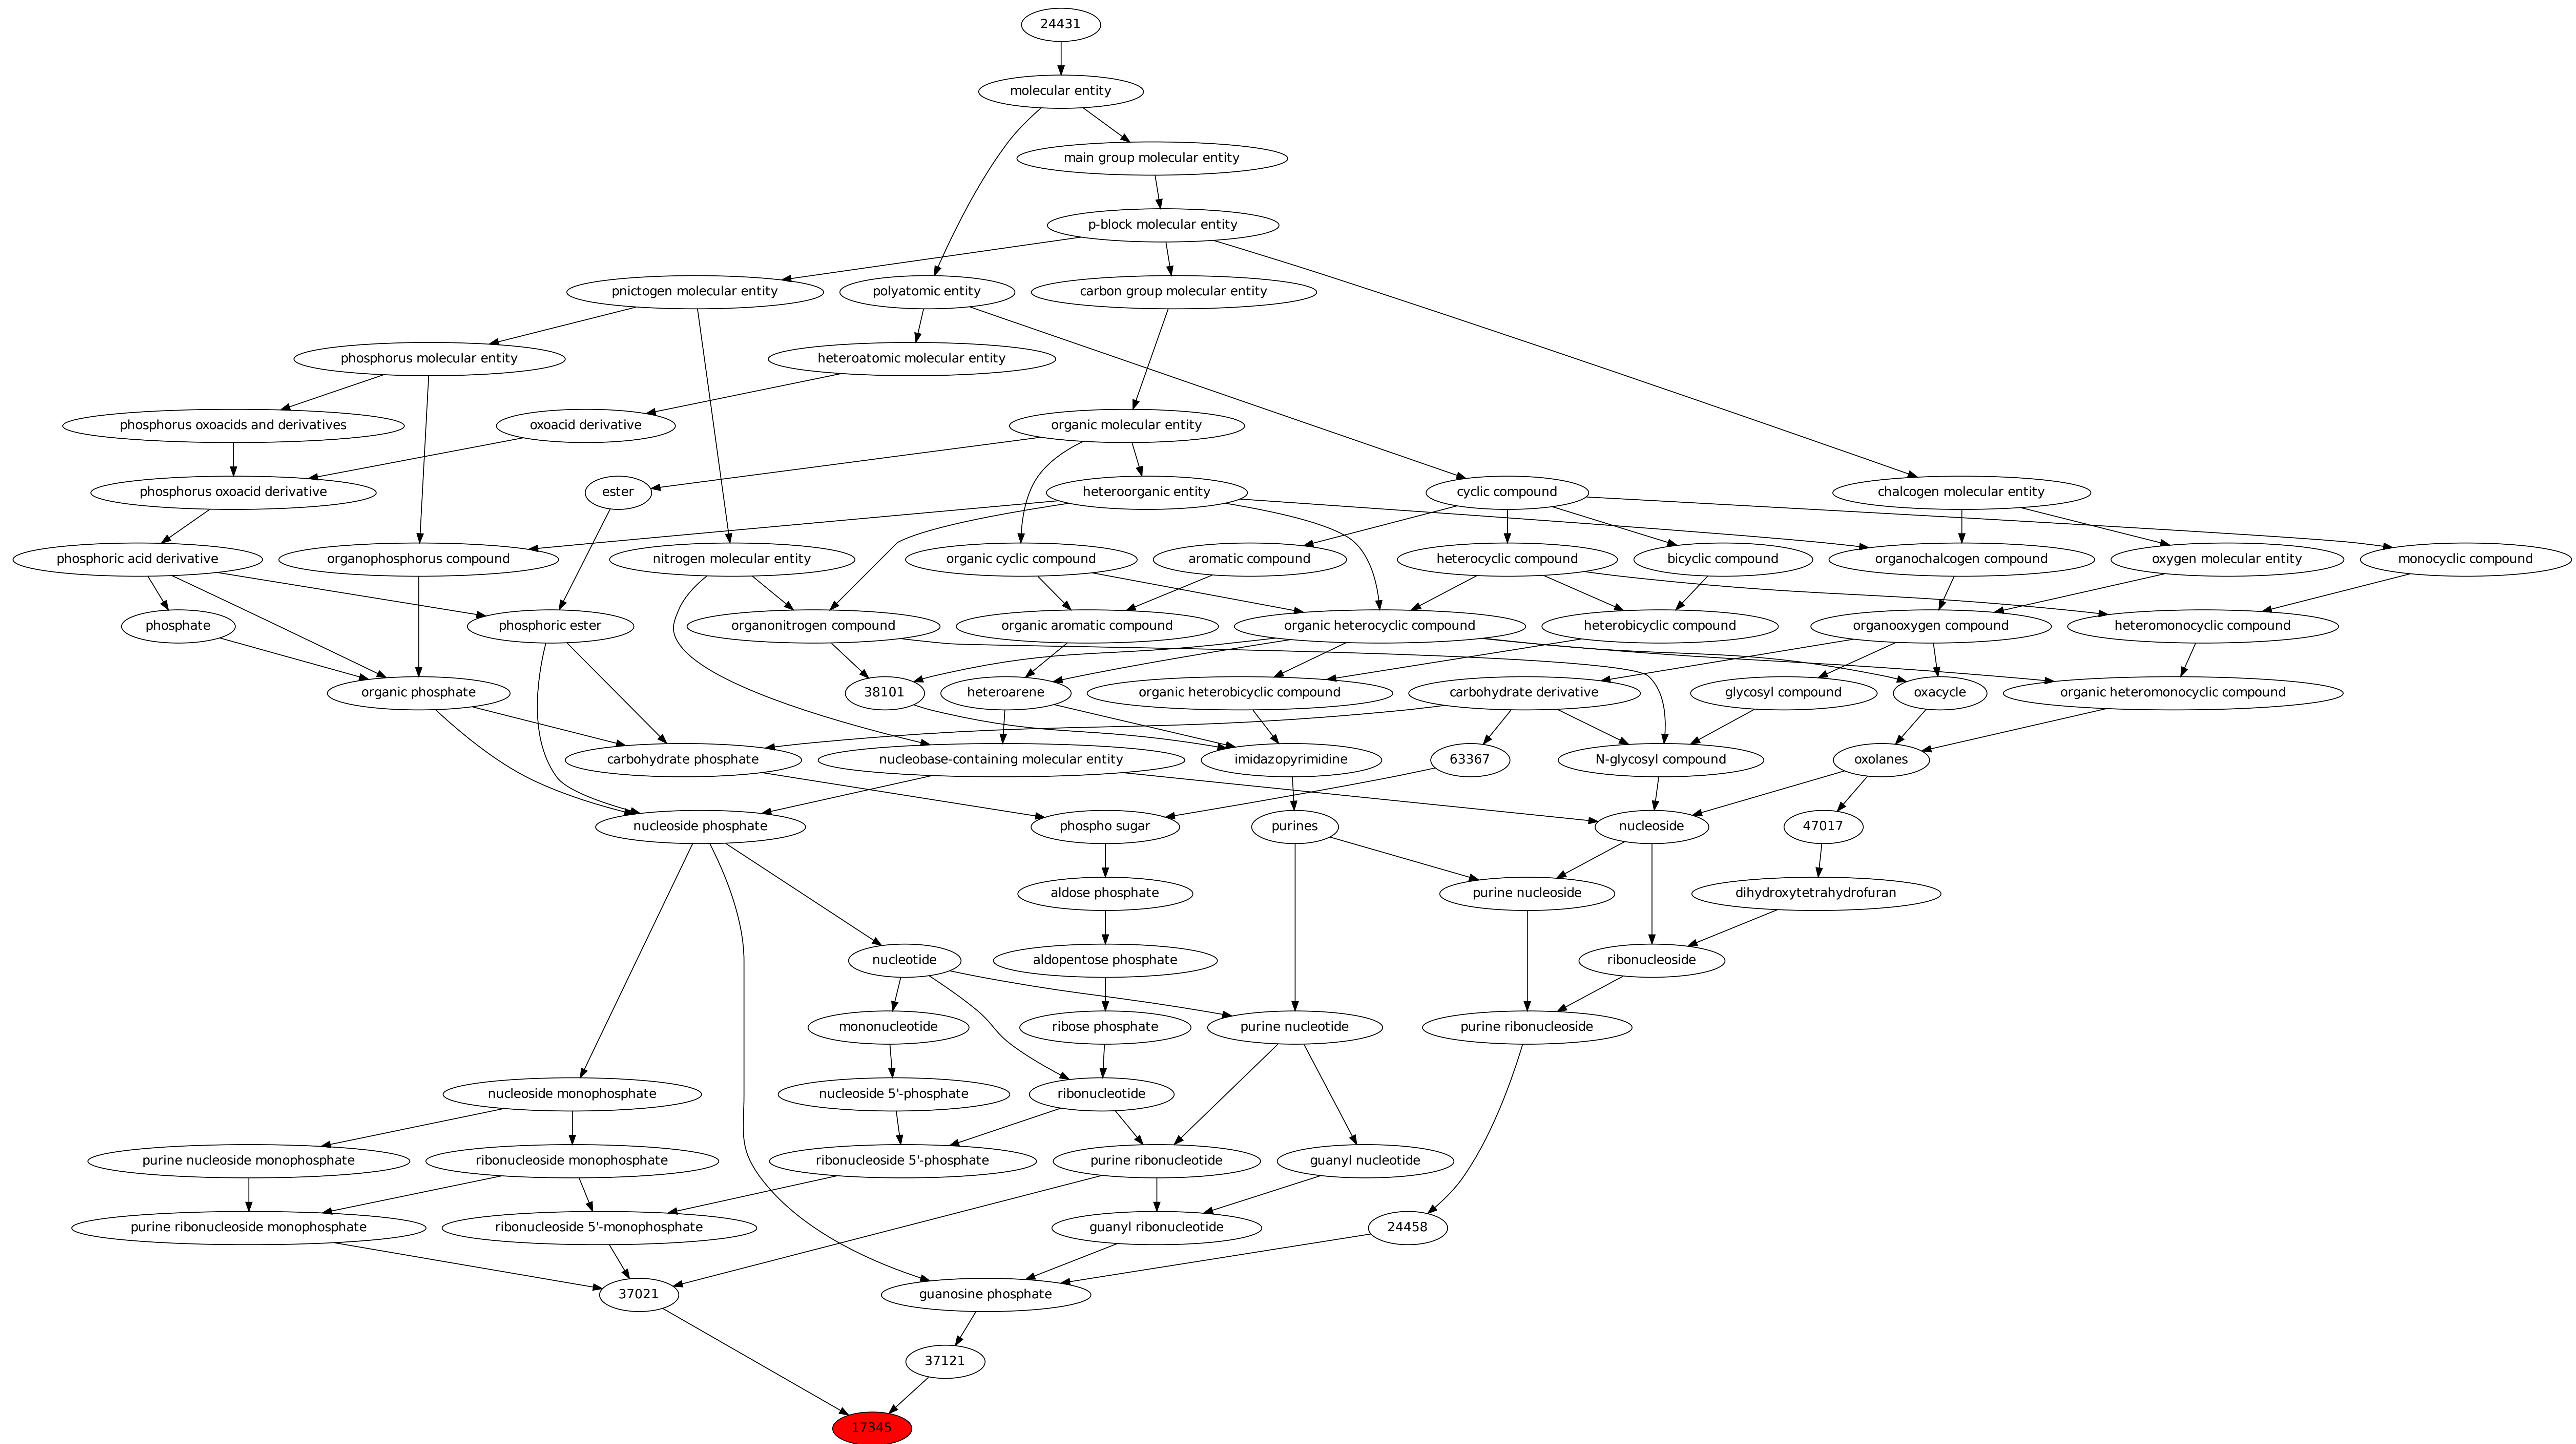 24431
molecular entity
main group molecular entity
p-block molecular entity
pnictogen molecular entity
polyatomic entity
carbon group molecular entity
phosphorus molecular entity
heteroatomic molecular entity
phosphorus oxoacids and derivatives
oxoacid derivative
organic molecular entity
phosphorus oxoacid derivative
ester
heteroorganic entity
cyclic compound
chalcogen molecular entity
phosphoric acid derivative
organophosphorus compound
nitrogen molecular entity
organic cyclic compound
aromatic compound
heterocyclic compound
bicyclic compound
organochalcogen compound
oxygen molecular entity
monocyclic compound
phosphate
phosphoric ester
organonitrogen compound
organic aromatic compound
organic heterocyclic compound
heterobicyclic compound
organooxygen compound
heteromonocyclic compound
organic phosphate
38101
heteroarene
organic heterobicyclic compound
carbohydrate derivative
glycosyl compound
oxacycle
organic heteromonocyclic compound
carbohydrate phosphate
nucleobase-containing molecular entity
imidazopyrimidine
63367
N-glycosyl compound
oxolanes
nucleoside phosphate
phospho sugar
purines
nucleoside
47017
aldose phosphate
purine nucleoside
dihydroxytetrahydrofuran
nucleotide
aldopentose phosphate
ribonucleoside
mononucleotide
ribose phosphate
purine nucleotide
purine ribonucleoside
nucleoside monophosphate
nucleoside 5'-phosphate
ribonucleotide
purine nucleoside monophosphate
ribonucleoside monophosphate
ribonucleoside 5'-phosphate
purine ribonucleotide
guanyl nucleotide
purine ribonucleoside monophosphate
ribonucleoside 5'-monophosphate
guanyl ribonucleotide
24458
37021
guanosine phosphate
37121
17345